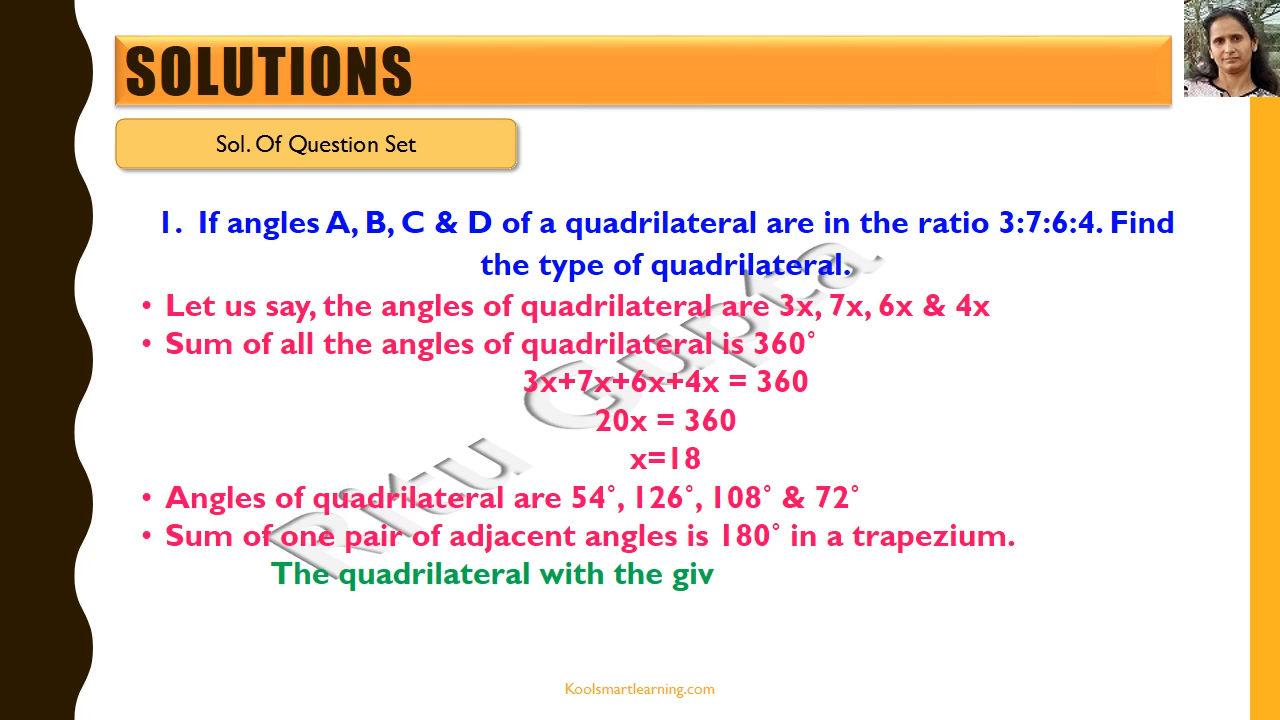 SOLUTIONS
Sol. Of Question Set
1. If angles A, B, C & D of a quadrilateral are in the ratio 3:7:6:4. Find
the type of quadrilateral.
• Let us say, the angles of quadrilateral are 3x, 7x, 6x & 4x
• Sum of all the angles of quadrilateral is 360˚
3x+7x+6x+4x = 360
20x = 360
x=18
• Angles of quadrilateral are 54˚, 126˚, 108˚ & 72˚
• Sum of one pair of adjacent angles is 180˚ in a trapezium.
The quadrilateral with the giv
Ritu Gupta
Koolsmartlearning.com